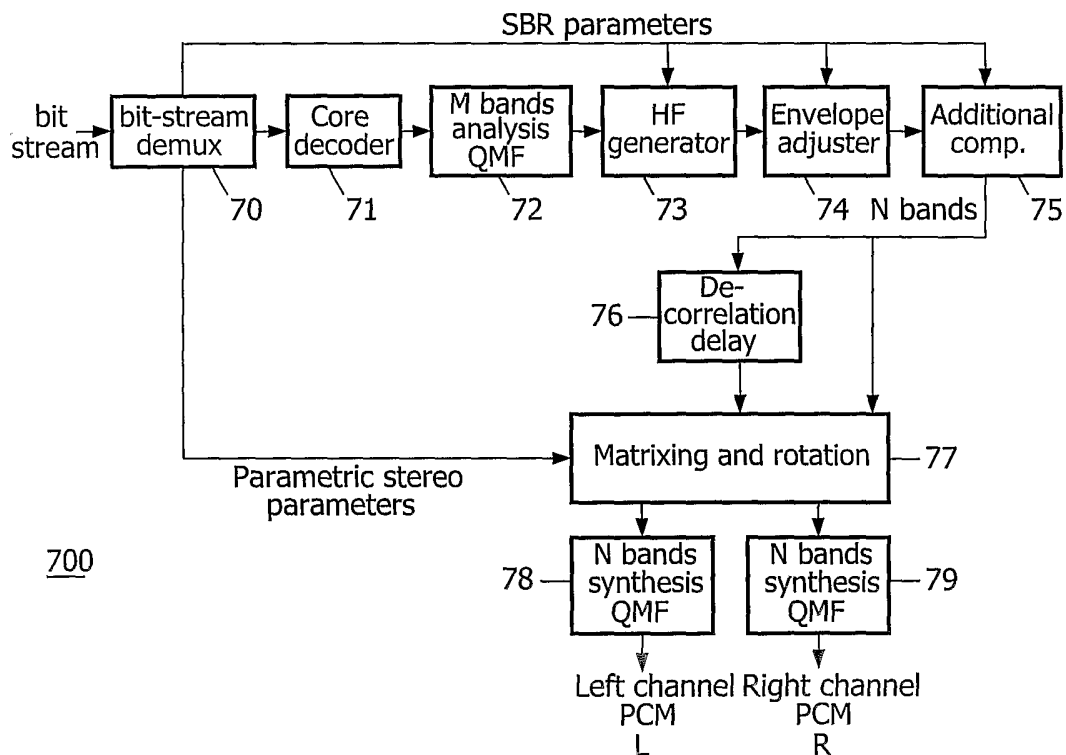 SBR parameters
bit
stream
bit-stream
demux
Core
decoder
M bands
analysis
QMF
HF
generator
Envelope
adjuster
Additional
comp.
70
71
72
73
74
N bands
75
De-
correlation
delay
76
Matrixing and rotation
77
Parametric stereo
parameters
700
78
N bands
synthesis
QMF
N bands
synthesis
QMF
79
Left channel
PCM
L
Right channel
PCM
R